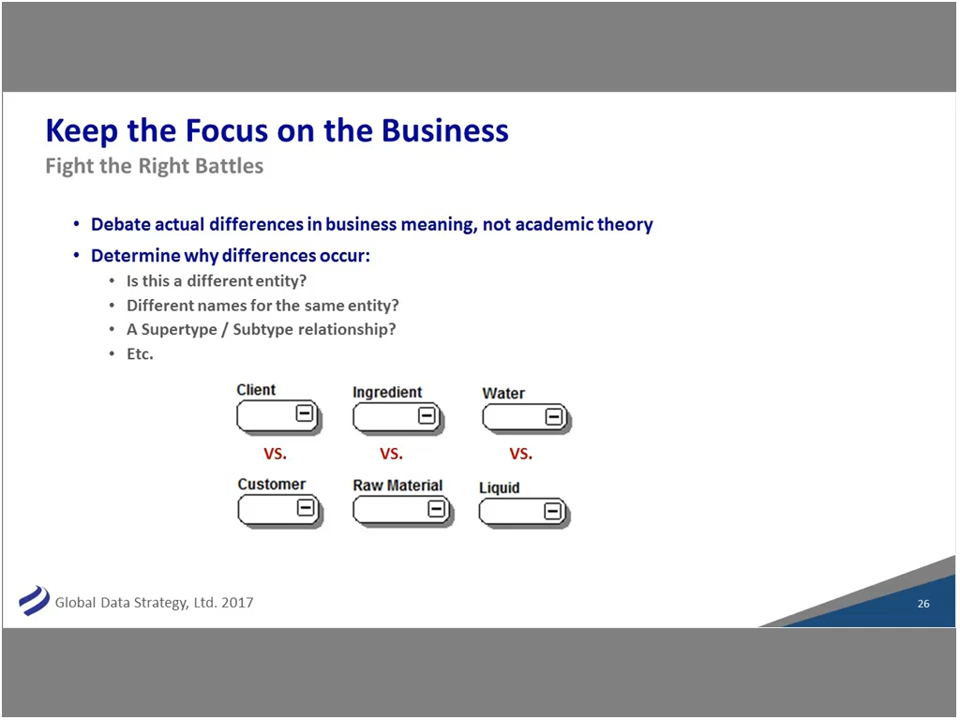 Keep the Focus on the Business
Fight the Right Battles
• Debate actual differences in business meaning, not academic theory
• Determine why differences occur:
• Is this a different entity?
• Different names for the same entity?
• A Supertype / Subtype relationship?
• Etc.
Client Ingredient Water
VS. VS. VS.
Customer Raw Material Liquid
Global Data Strategy, Ltd. 2017
26